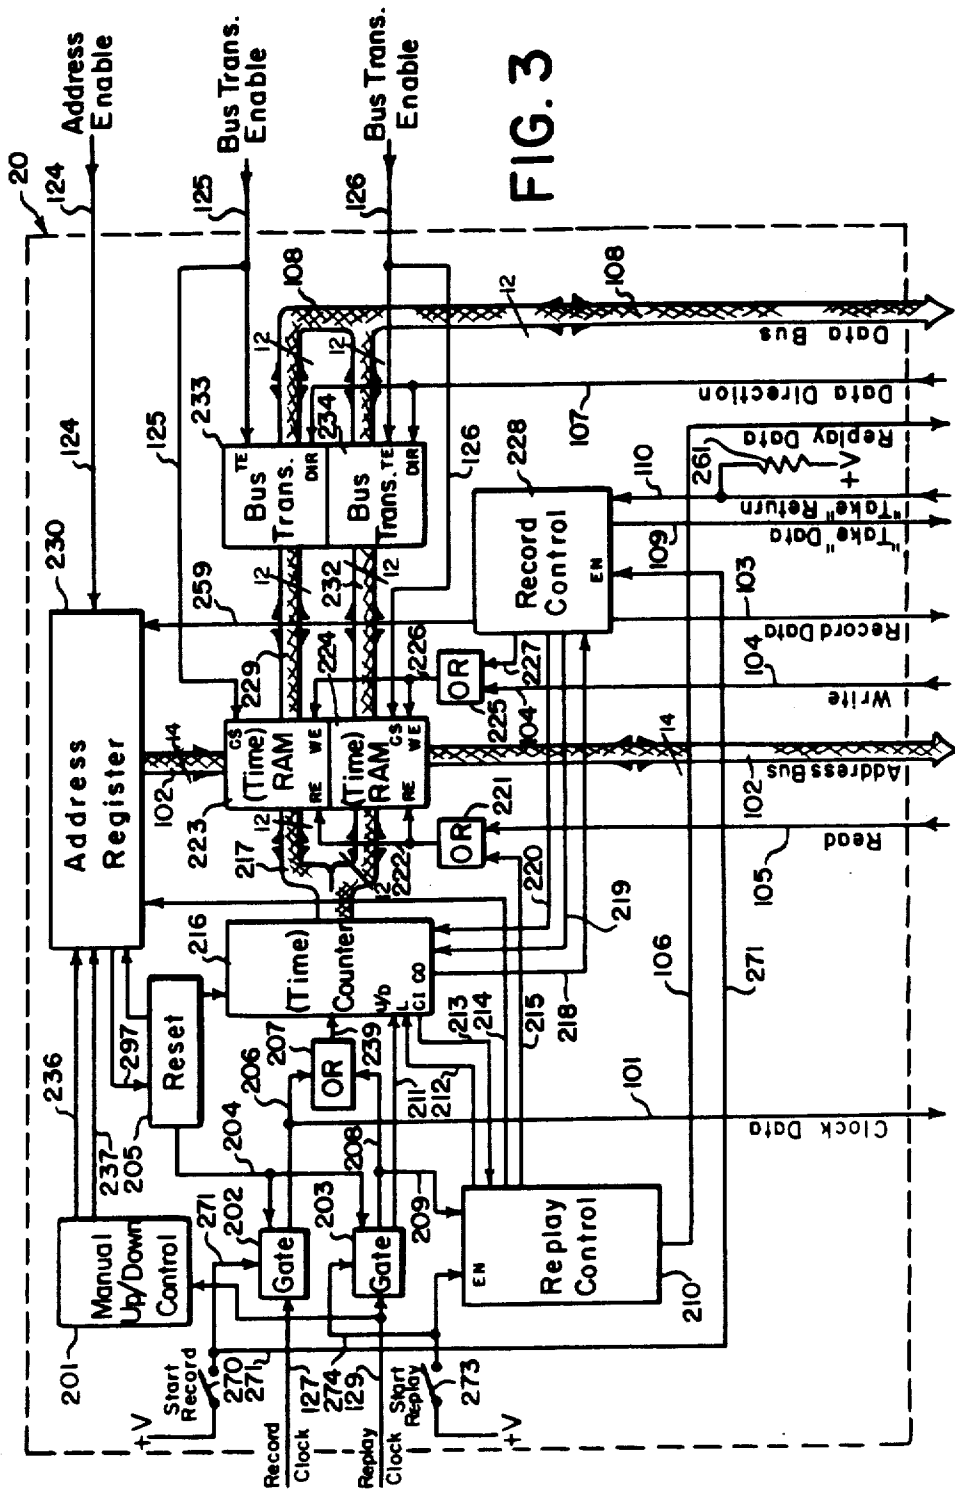 FIG. 3
20
Address
Enable
124
124
Bus Trans.
Enable
125
125
Bus Trans.
Enable
126
126
230
Address
Register
236
237
297
201
Manual
Up/Down
Control
205
Reset
204
259
102
14
223
CS
(Time)
RAM
RE
WE
224
(Time)
RAM
RE
CS
WE
229
12
232
12
233
TE
Bus
Trans.
DIR
234
Bus
Trans.
TE
DIR
12
12
108
12
108
Data Bus
216
(Time)
Counter
U/D
L
CI
CO
217
12
12
222
226
OR
225
227
104
OR
221
220
219
218
228
Record
Control
EN
107
Data Direction
Replay Data
261
+V
110
"Take" Return
109
"Take" Data
103
Record Data
104
Write
14
102
Address Bus
105
Read
106
271
101
Clock Data
206
207
OR
239
208
209
211
212
213
214
215
271
202
Gate
203
Gate
EN
Replay
Control
210
+V
Start
Record
270
271
Record
Clock
127
274
129
Replay
Clock
Start
Replay
273
+V